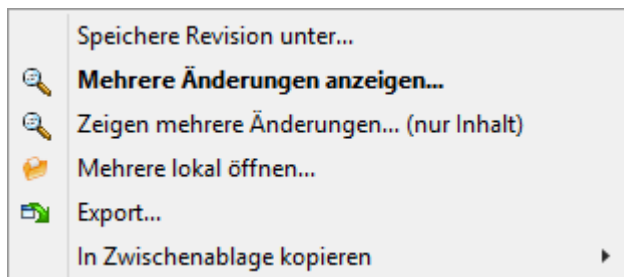 Speichere Revision unter...
Mehrere Änderungen anzeigen...
Zeigen mehrere Änderungen... (nur Inhalt)
Mehrere lokal öffnen...
Export...
In Zwischenablage kopieren